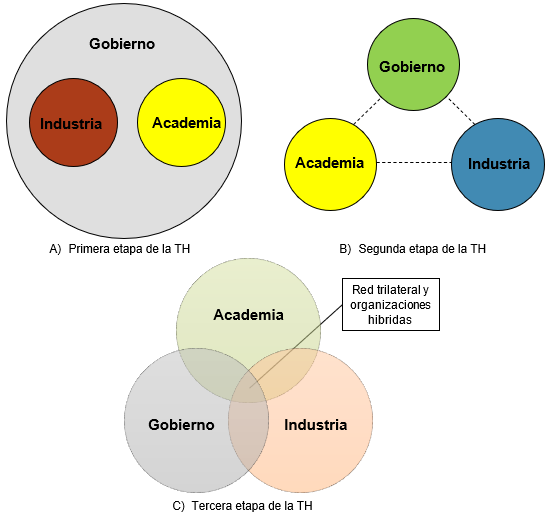 Gobierno
Industria
Academia
A) Primera etapa de la TH
Gobierno
Academia
Industria
B) Segunda etapa de la TH
Academia
Red trilateral y
organizaciones
hibridas
Gobierno
Industria
C) Tercera etapa de la TH